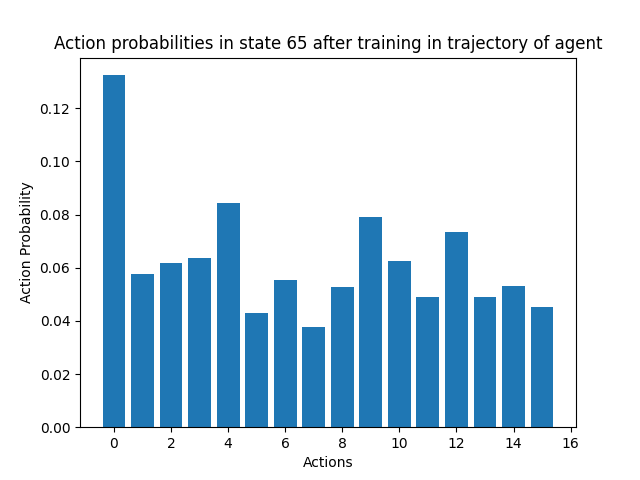 Action probabilities in state 65 after training in trajectory of agent
Action Probability
0.12
0.10
0.08
0.06
0.04
0.02
0.00
0 2 4 6 8 10 12 14 16
Actions